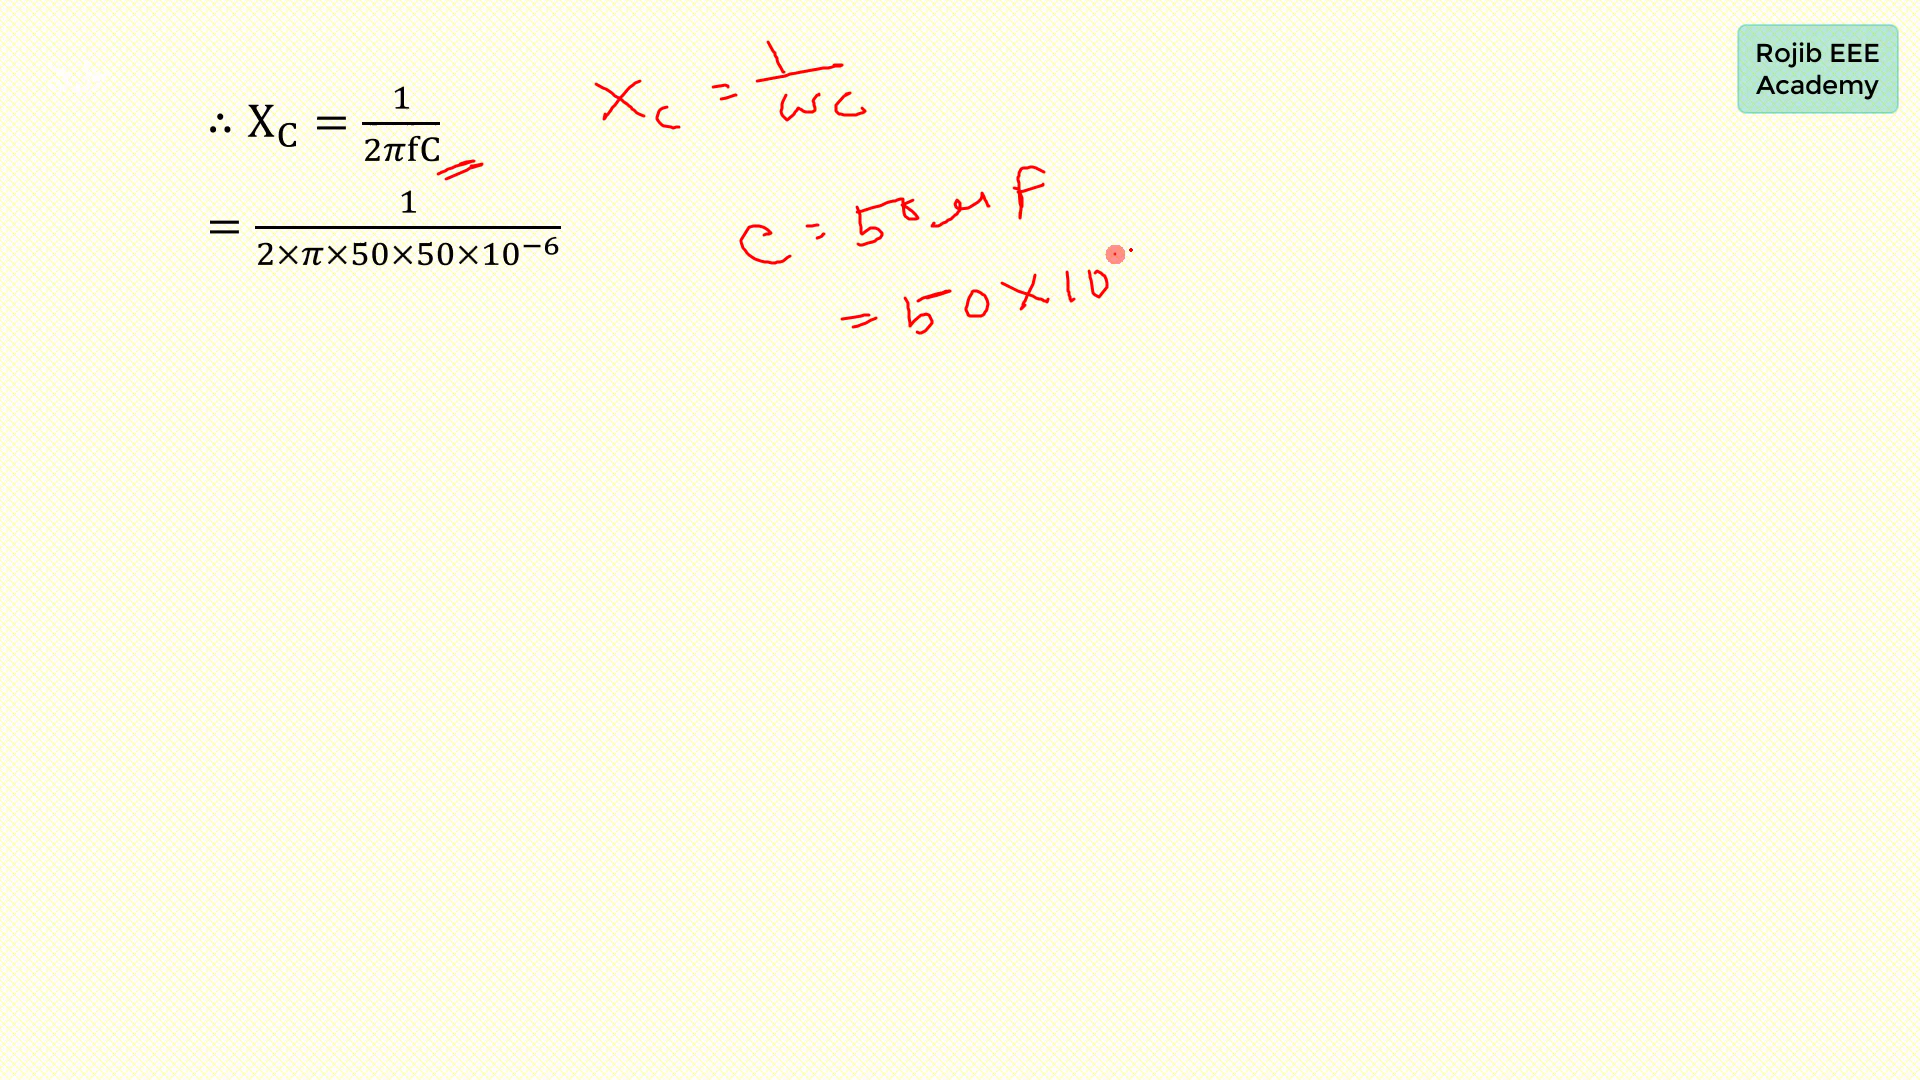 ∴ X_C = 1/(2πfC)
= 1/(2×π×50×50×10⁻⁶)
X_C = 1/(ωC)
C = 50 μF
= 50 × 10
Rojib EEE
Academy